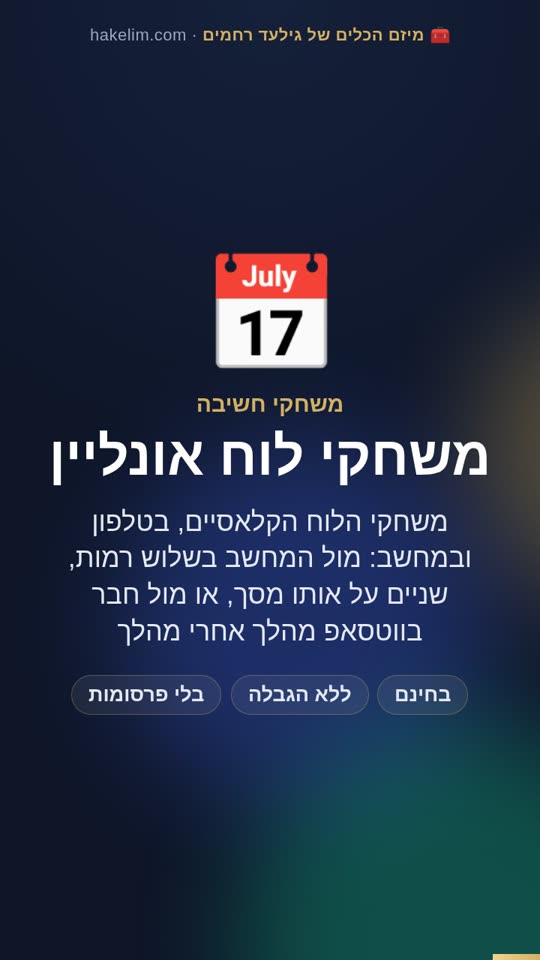 🧰 מיזם הכלים של גילעד רחמים · hakelim.com
July
17
משחקי חשיבה
משחקי לוח אונליין
משחקי הלוח הקלאסיים, בטלפון
ובמחשב: מול המחשב בשלוש רמות,
שניים על אותו מסך, או מול חבר
בווטסאפ מהלך אחרי מהלך
בחינם
ללא הגבלה
בלי פרסומות